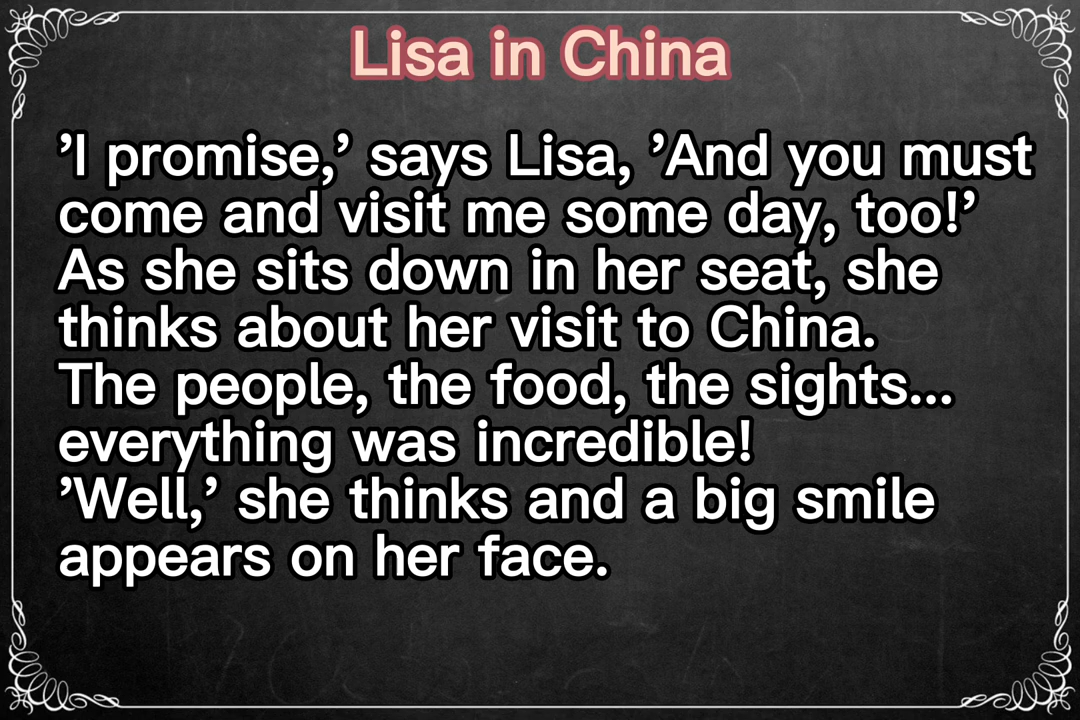 Lisa in China
’I promise,’ says Lisa, ’And you must
come and visit me some day, too!’
As she sits down in her seat, she
thinks about her visit to China.
The people, the food, the sights...
everything was incredible!
’Well,’ she thinks and a big smile
appears on her face.